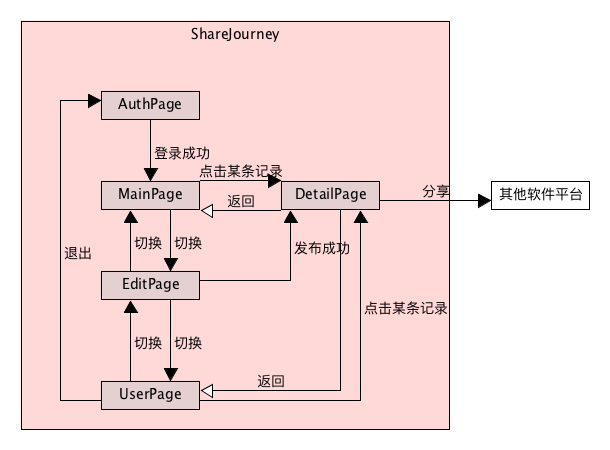 ShareJourney
AuthPage
登录成功
点击某条记录
MainPage
DetailPage
分享
其他软件平台
返回
切换
切换
发布成功
退出
EditPage
点击某条记录
切换
切换
返回
UserPage